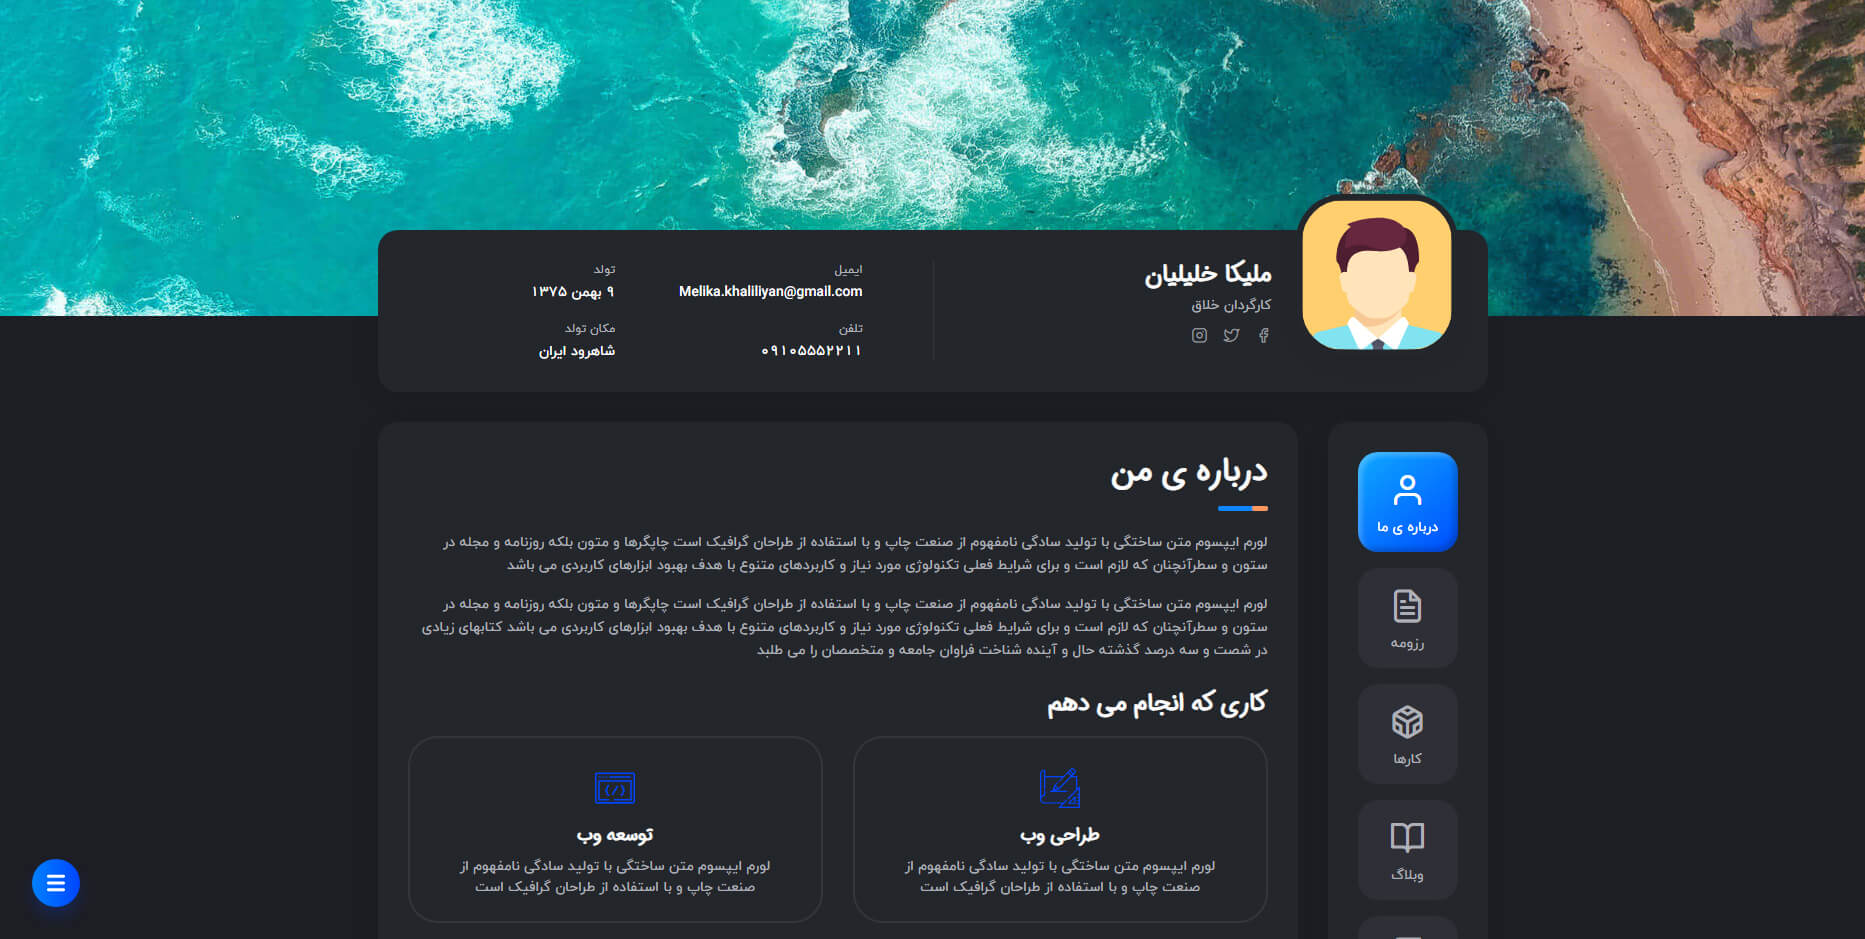 ملیکا خلیلیان
کارگردان خلاق
ایمیل
Melika.khaliliyan@gmail.com
تلفن
۰۹۱۰۵۵۵۲۲۱۱
تولد
۹ بهمن ۱۳۷۵
مکان تولد
شاهرود ایران
درباره ی ما
رزومه
کارها
وبلاگ
درباره ی من
لورم ایپسوم متن ساختگی با تولید سادگی نامفهوم از صنعت چاپ و با استفاده از طراحان گرافیک است چاپگرها و متون بلکه روزنامه و مجله در
ستون و سطرآنچنان که لازم است و برای شرایط فعلی تکنولوژی مورد نیاز و کاربردهای متنوع با هدف بهبود ابزارهای کاربردی می باشد
لورم ایپسوم متن ساختگی با تولید سادگی نامفهوم از صنعت چاپ و با استفاده از طراحان گرافیک است چاپگرها و متون بلکه روزنامه و مجله در
ستون و سطرآنچنان که لازم است و برای شرایط فعلی تکنولوژی مورد نیاز و کاربردهای متنوع با هدف بهبود ابزارهای کاربردی می باشد کتابهای زیادی
در شصت و سه درصد گذشته حال و آینده شناخت فراوان جامعه و متخصصان را می طلبد
کاری که انجام می دهم
طراحی وب
لورم ایپسوم متن ساختگی با تولید سادگی نامفهوم از
صنعت چاپ و با استفاده از طراحان گرافیک است
توسعه وب
لورم ایپسوم متن ساختگی با تولید سادگی نامفهوم از
صنعت چاپ و با استفاده از طراحان گرافیک است